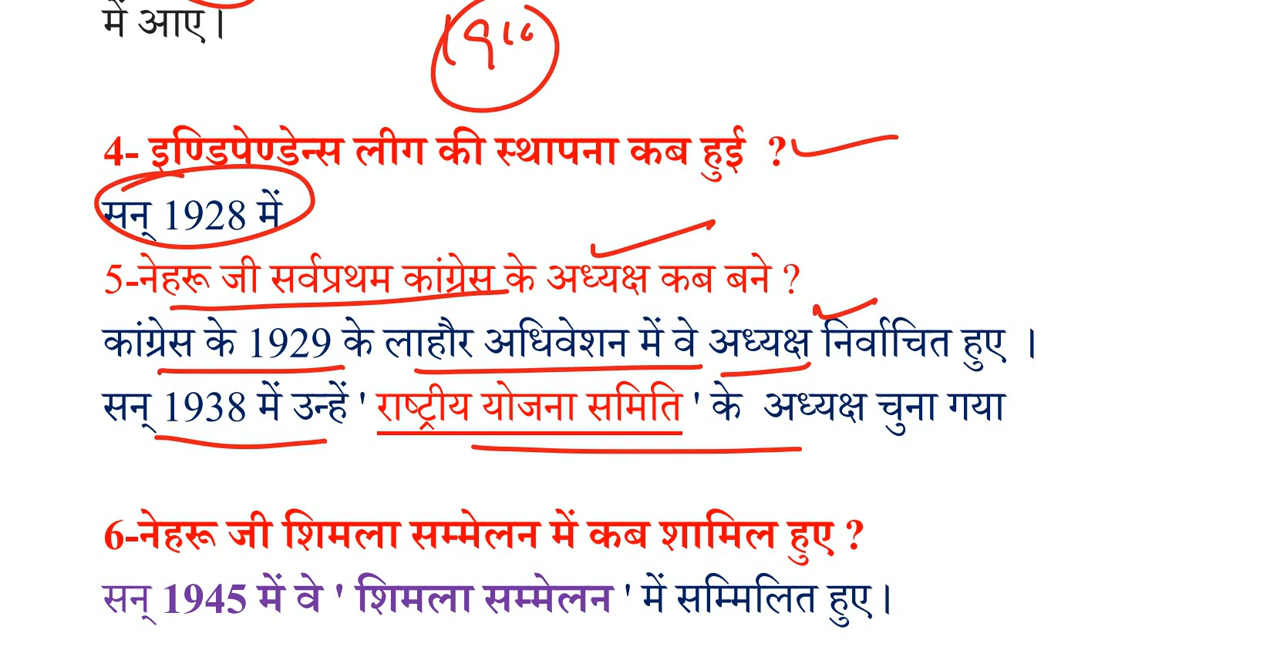 में आए।
1916
4- इण्डिपेण्डेन्स लीग की स्थापना कब हुई ?
सन् 1928 में
5-नेहरू जी सर्वप्रथम कांग्रेस के अध्यक्ष कब बने ?
कांग्रेस के 1929 के लाहौर अधिवेशन में वे अध्यक्ष निर्वाचित हुए ।
सन् 1938 में उन्हें ' राष्ट्रीय योजना समिति ' के अध्यक्ष चुना गया
6-नेहरू जी शिमला सम्मेलन में कब शामिल हुए ?
सन् 1945 में वे ' शिमला सम्मेलन ' में सम्मिलित हुए।